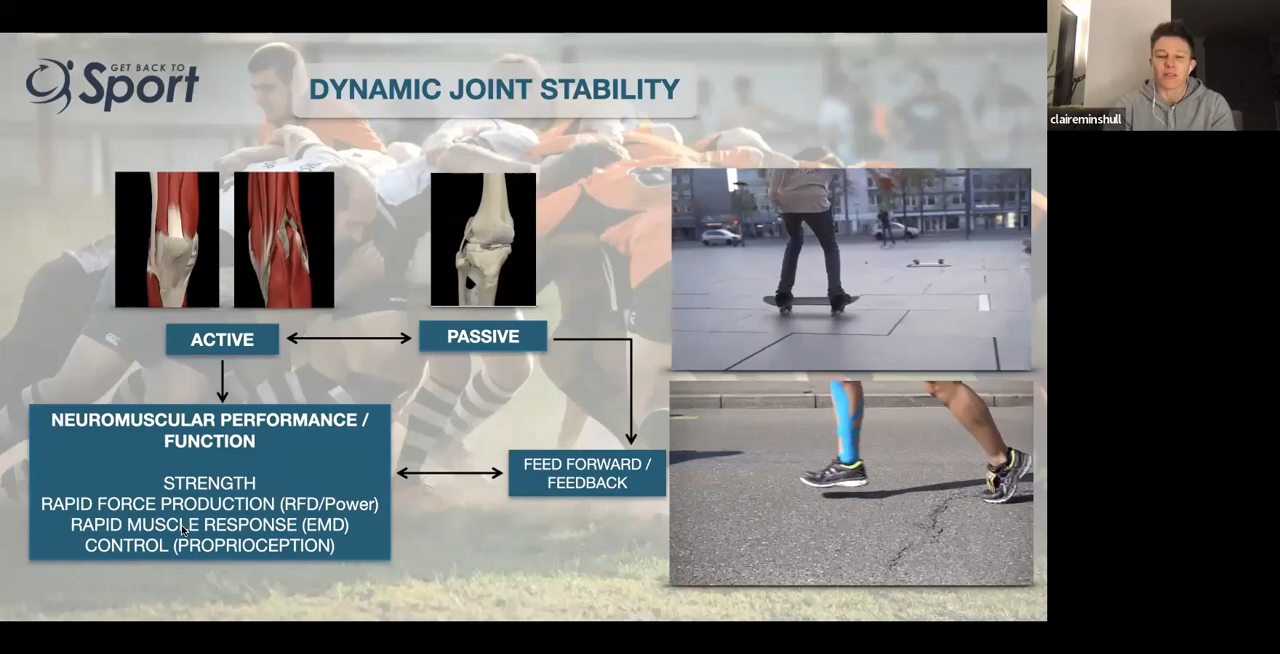 GET BACK TO
Sport
DYNAMIC JOINT STABILITY
claireminshull
ACTIVE
PASSIVE
NEUROMUSCULAR PERFORMANCE /
FUNCTION
STRENGTH
RAPID FORCE PRODUCTION (RFD/Power)
RAPID MUSCLE RESPONSE (EMD)
CONTROL (PROPRIOCEPTION)
FEED FORWARD /
FEEDBACK